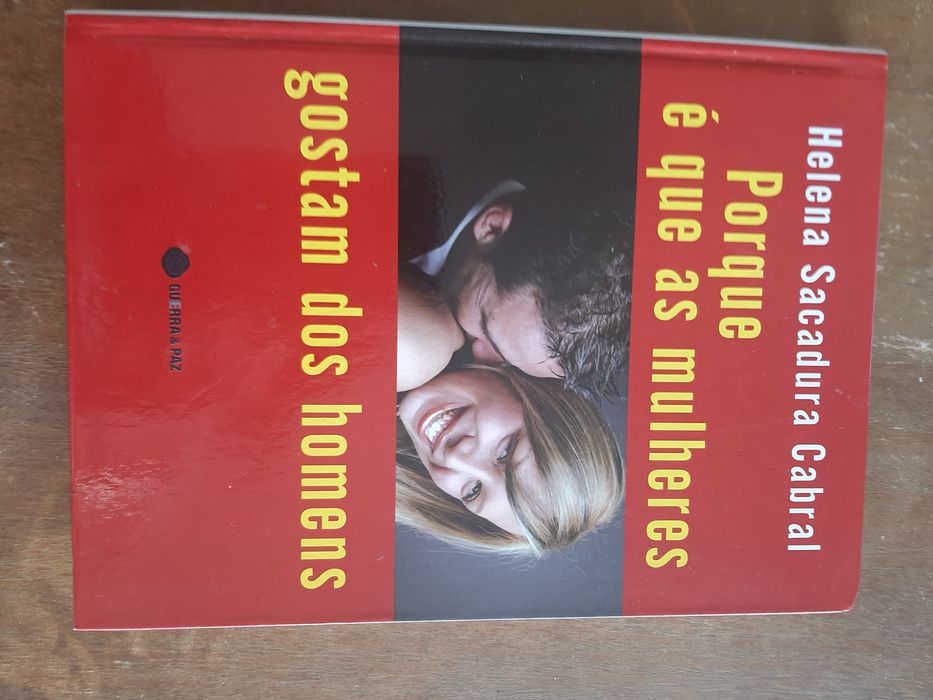 Helena Sacadura Cabral
Porque
é que as mulheres
gostam dos homens
GUERRA & PAZ